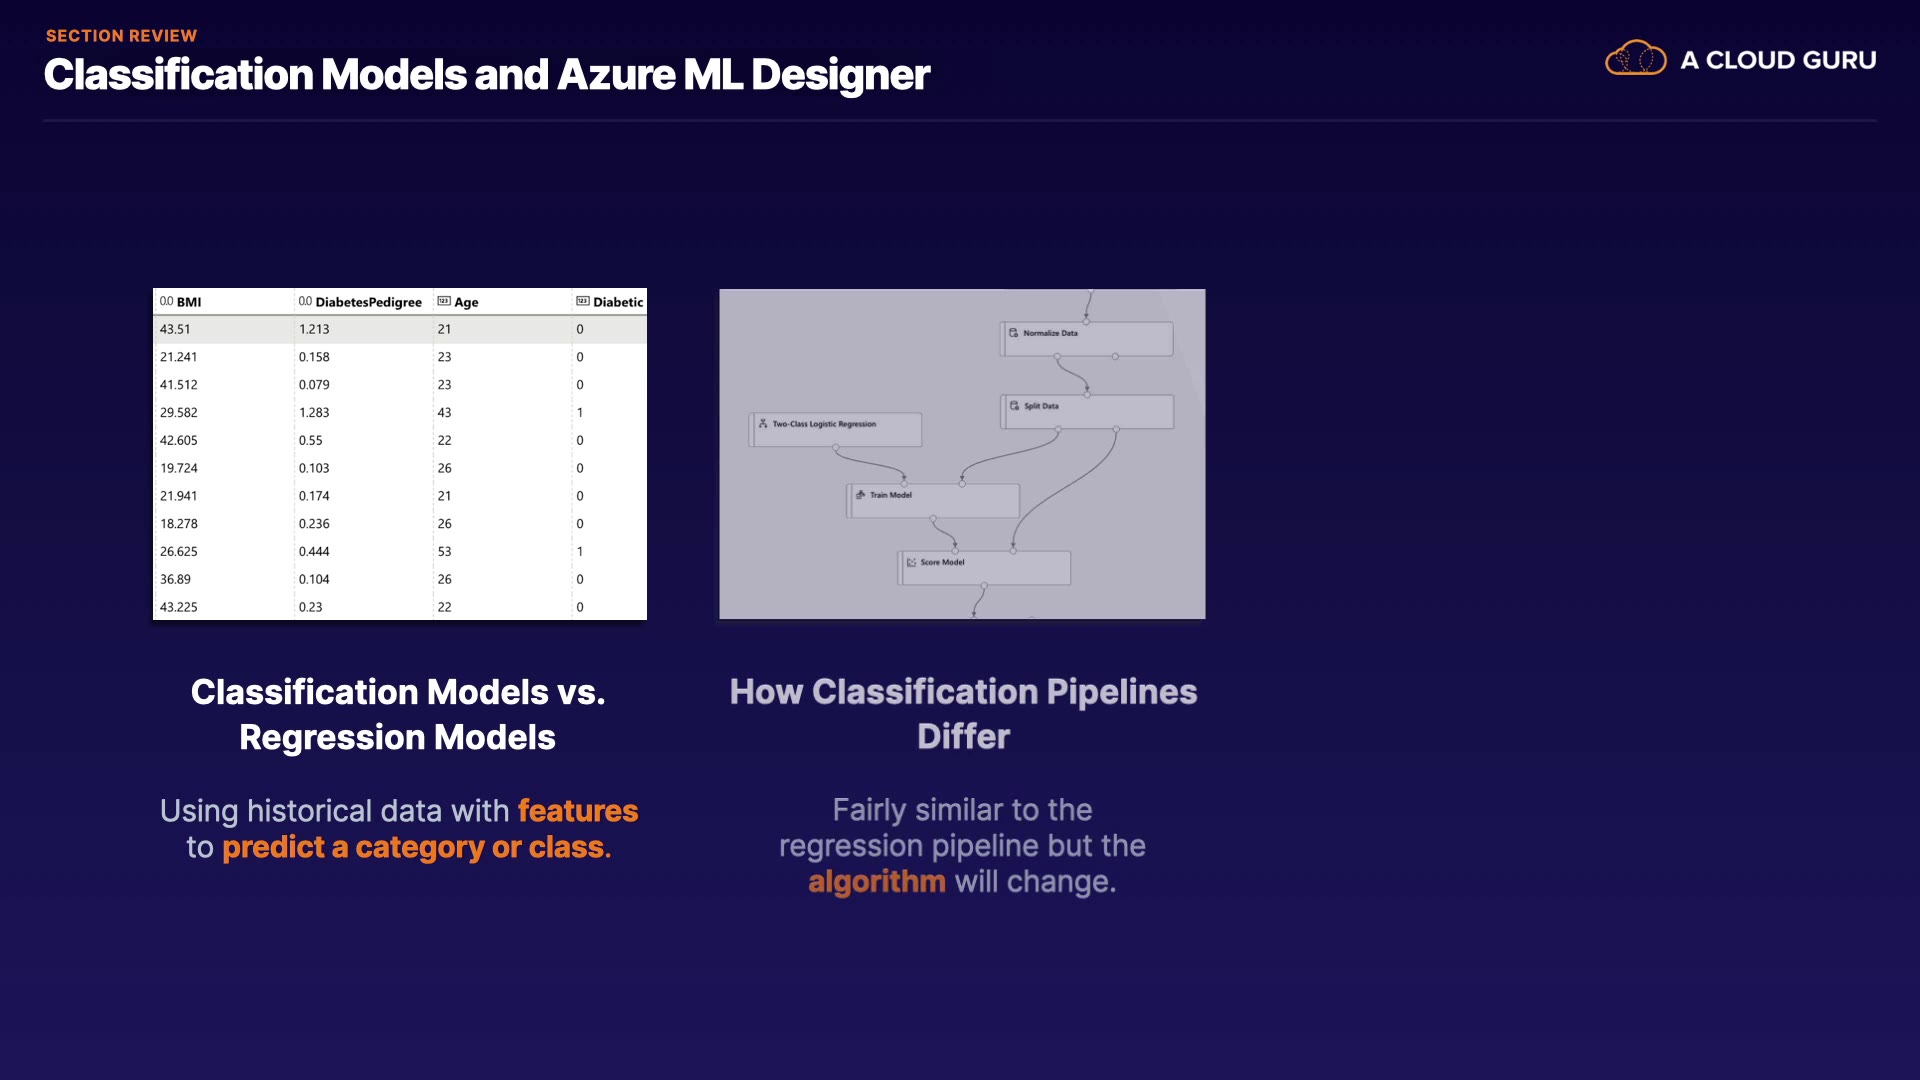 SECTION REVIEW
Classification Models and Azure ML Designer
A CLOUD GURU
0.0 BMI 0.0 DiabetesPedigree 123 Age 123 Diabetic
43.51 1.213 21 0
21.241 0.158 23 0
41.512 0.079 23 0
29.582 1.283 43 1
42.605 0.55 22 0
19.724 0.103 26 0
21.941 0.174 21 0
18.278 0.236 26 0
26.625 0.444 53 1
36.89 0.104 26 0
43.225 0.23 22 0
Normalize Data
Split Data
Two-Class Logistic Regression
Train Model
Score Model
Classification Models vs.
Regression Models
Using historical data with features
to predict a category or class.
How Classification Pipelines
Differ
Fairly similar to the
regression pipeline but the
algorithm will change.